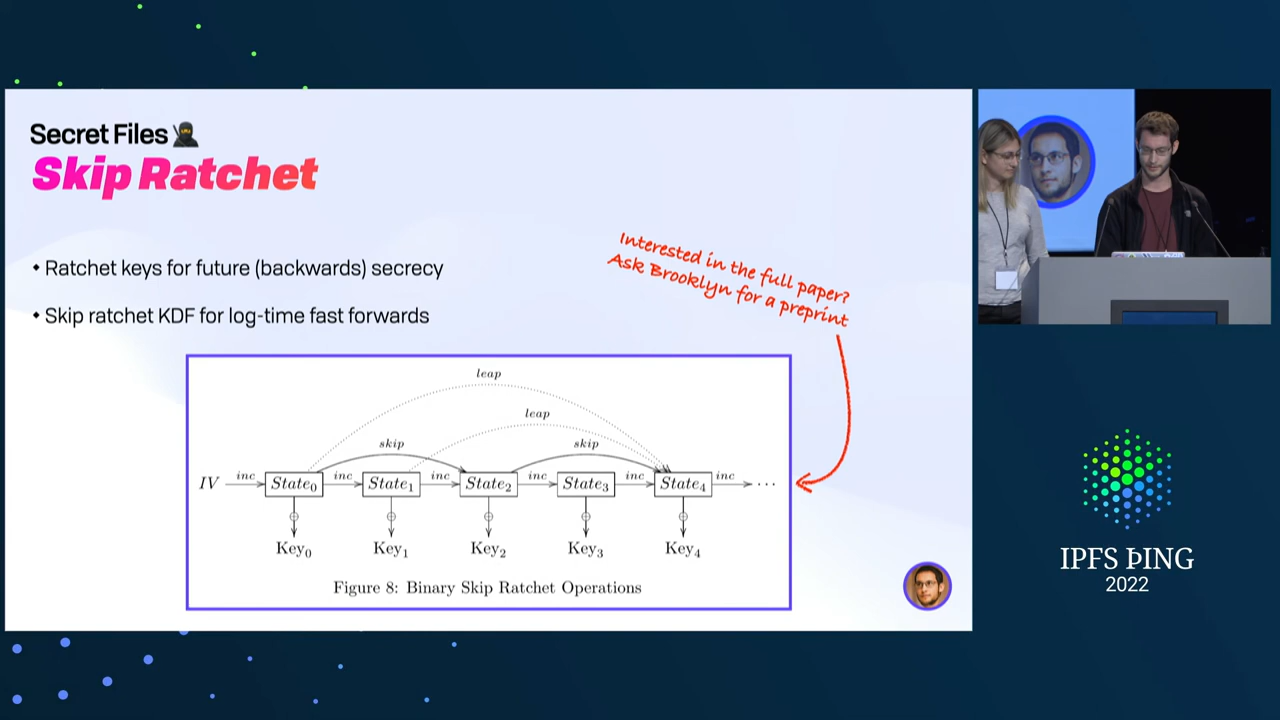 Secret Files🥷
Skip Ratchet
• Ratchet keys for future (backwards) secrecy
• Skip ratchet KDF for log-time fast forwards
Interested in the full paper?
Ask Brooklyn for a preprint
leap
leap
skip
skip
IV inc State₀ inc State₁ inc State₂ inc State₃ inc State₄ inc ...
Key₀ Key₁ Key₂ Key₃ Key₄
Figure 8: Binary Skip Ratchet Operations
IPFS ÞING
2022